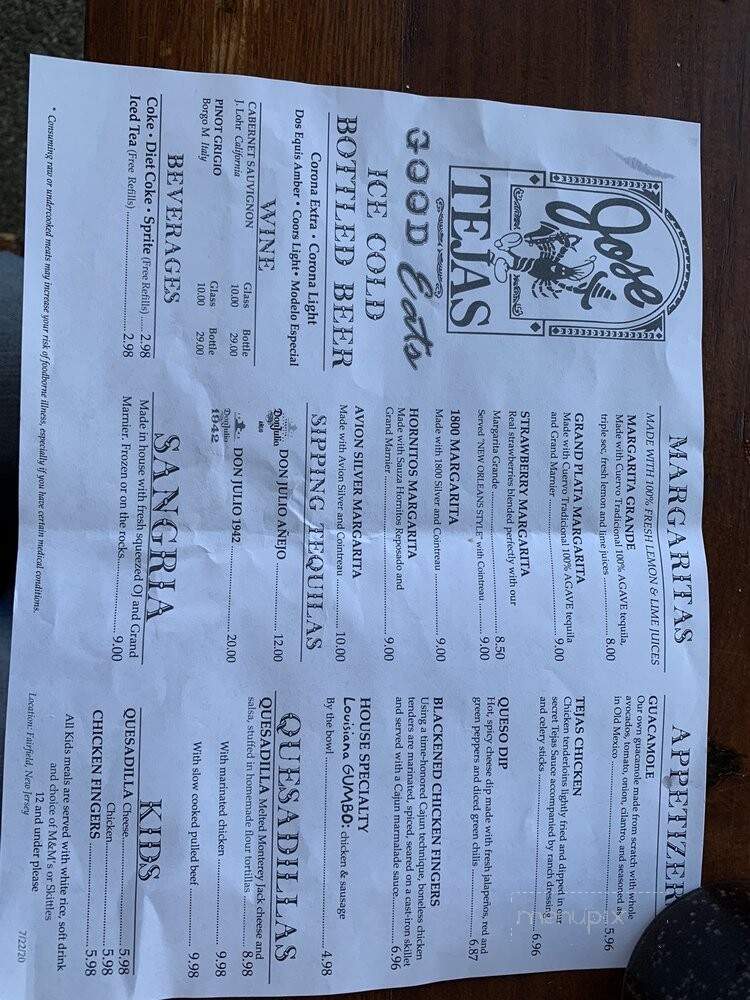 Jose
TEJAS
GOOD Eats
ICE COLD
BOTTLED BEER
Corona Extra • Corona Light
Dos Equis Amber • Coors Light • Modelo Especial
WINE
Glass Bottle
CABERNET SAUVIGNON
J. Lohr California 10.00 29.00
Glass Bottle
PINOT GRIGIO
Borgo M Italy 10.00 29.00
BEVERAGES
Coke • Diet Coke • Sprite (Free Refills) ..... 2.98
Iced Tea (Free Refills) ..... 2.98
MARGARITAS
MADE WITH 100% FRESH LEMON & LIME JUICES
MARGARITA GRANDE
Made with Cuervo Tradicional 100% AGAVE tequila,
triple sec, fresh lemon and lime juices ..... 8.00
GRAND PLATA MARGARITA
Made with Cuervo Tradicional 100% AGAVE tequila
and Grand Marnier ..... 9.00
STRAWBERRY MARGARITA
Real strawberries blended perfectly with our
Margarita Grande ..... 8.50
Served "NEW ORLEANS STYLE" with Cointreau 9.00
1800 MARGARITA
Made with 1800 Silver and Cointreau ..... 9.00
HORNITOS MARGARITA
Made with Sauza Hornitos Reposado and
Grand Marnier ..... 9.00
AVION SILVER MARGARITA
Made with Avion Silver and Cointreau ..... 10.00
SIPPING TEQUILAS
Don Julio
DON JULIO AÑEJO ..... 12.00
Don Julio
1942
DON JULIO 1942 ..... 20.00
SANGRIA
Made in house with fresh squeezed OJ and Grand
Marnier. Frozen or on the rocks ..... 9.00
APPETIZER
GUACAMOLE
Our own guacamole made from scratch with whole
avocados, tomato, onion, cilantro, and seasoned a
in Old Mexico ..... 5.96
TEJAS CHICKEN
Chicken tenderloins lightly fried and dipped in our
secret Tejas Sauce accompanied by ranch dressing
and celery sticks ..... 6.96
QUESO DIP
Hot, spicy cheese dip made with fresh jalapeños, red and
green peppers and diced green chilis ..... 6.87
BLACKENED CHICKEN FINGERS
Using a time-honored Cajun technique, boneless chicken
tenders are marinated, spiced, seared on a cast-iron skillet
and served with a Cajun marmalade sauce ..... 6.96
HOUSE SPECIALTY
Louisiana GUMBO: chicken & sausage
By the bowl ..... 4.98
QUESADILLAS
QUESADILLA Melted Monterey Jack cheese and
salsa, stuffed in homemade flour tortillas ..... 8.98
With marinated chicken ..... 9.98
With slow cooked pulled beef ..... 9.98
KIDS
QUESADILLA Cheese ..... 5.98
Chicken ..... 5.98
CHICKEN FINGERS ..... 5.98
All Kids meals are served with white rice, soft drink
and choice of M&M's or Skittles
12 and under please
* Consuming raw or undercooked meats may increase your risk of foodborne illness, especially if you have certain medical conditions.
Location: Fairfield, New Jersey
7/22/20
menupix